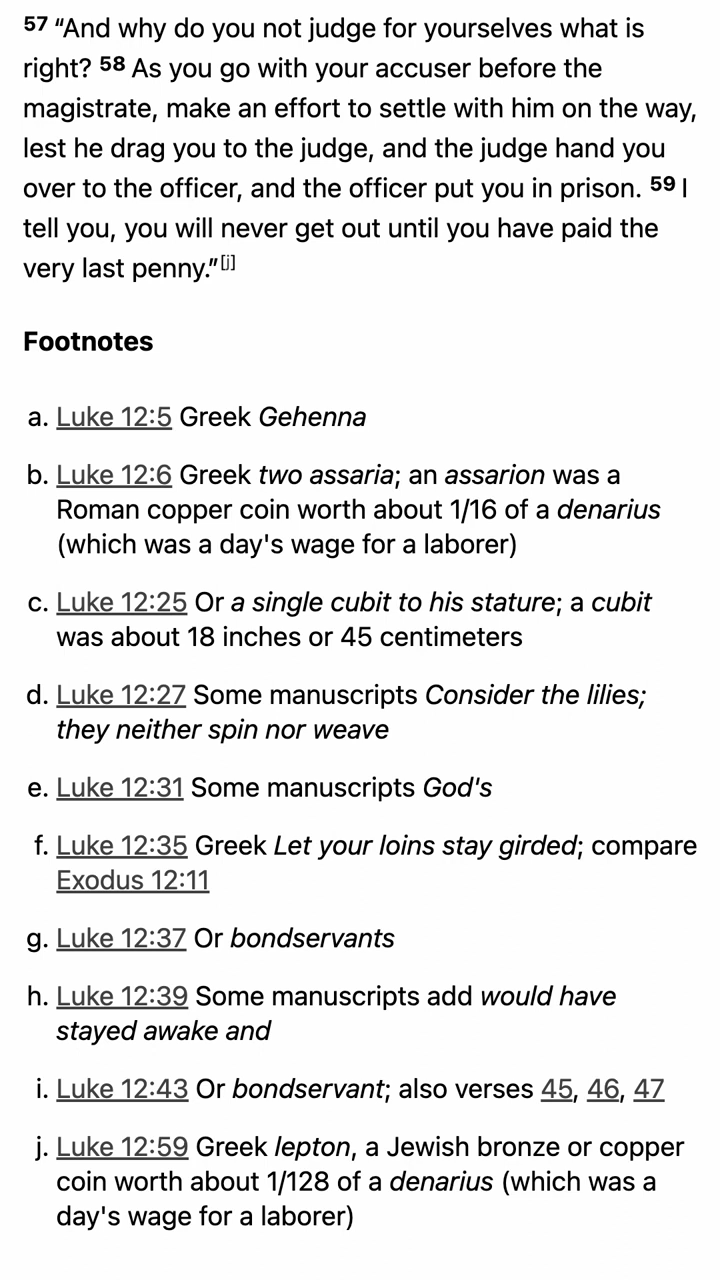 57 “And why do you not judge for yourselves what is
right? 58 As you go with your accuser before the
magistrate, make an effort to settle with him on the way,
lest he drag you to the judge, and the judge hand you
over to the officer, and the officer put you in prison. 59 I
tell you, you will never get out until you have paid the
very last penny.”[j]
Footnotes
a. Luke 12:5 Greek Gehenna
b. Luke 12:6 Greek two assaria; an assarion was a
Roman copper coin worth about 1/16 of a denarius
(which was a day's wage for a laborer)
c. Luke 12:25 Or a single cubit to his stature; a cubit
was about 18 inches or 45 centimeters
d. Luke 12:27 Some manuscripts Consider the lilies;
they neither spin nor weave
e. Luke 12:31 Some manuscripts God's
f. Luke 12:35 Greek Let your loins stay girded; compare
Exodus 12:11
g. Luke 12:37 Or bondservants
h. Luke 12:39 Some manuscripts add would have
stayed awake and
i. Luke 12:43 Or bondservant; also verses 45, 46, 47
j. Luke 12:59 Greek lepton, a Jewish bronze or copper
coin worth about 1/128 of a denarius (which was a
day's wage for a laborer)